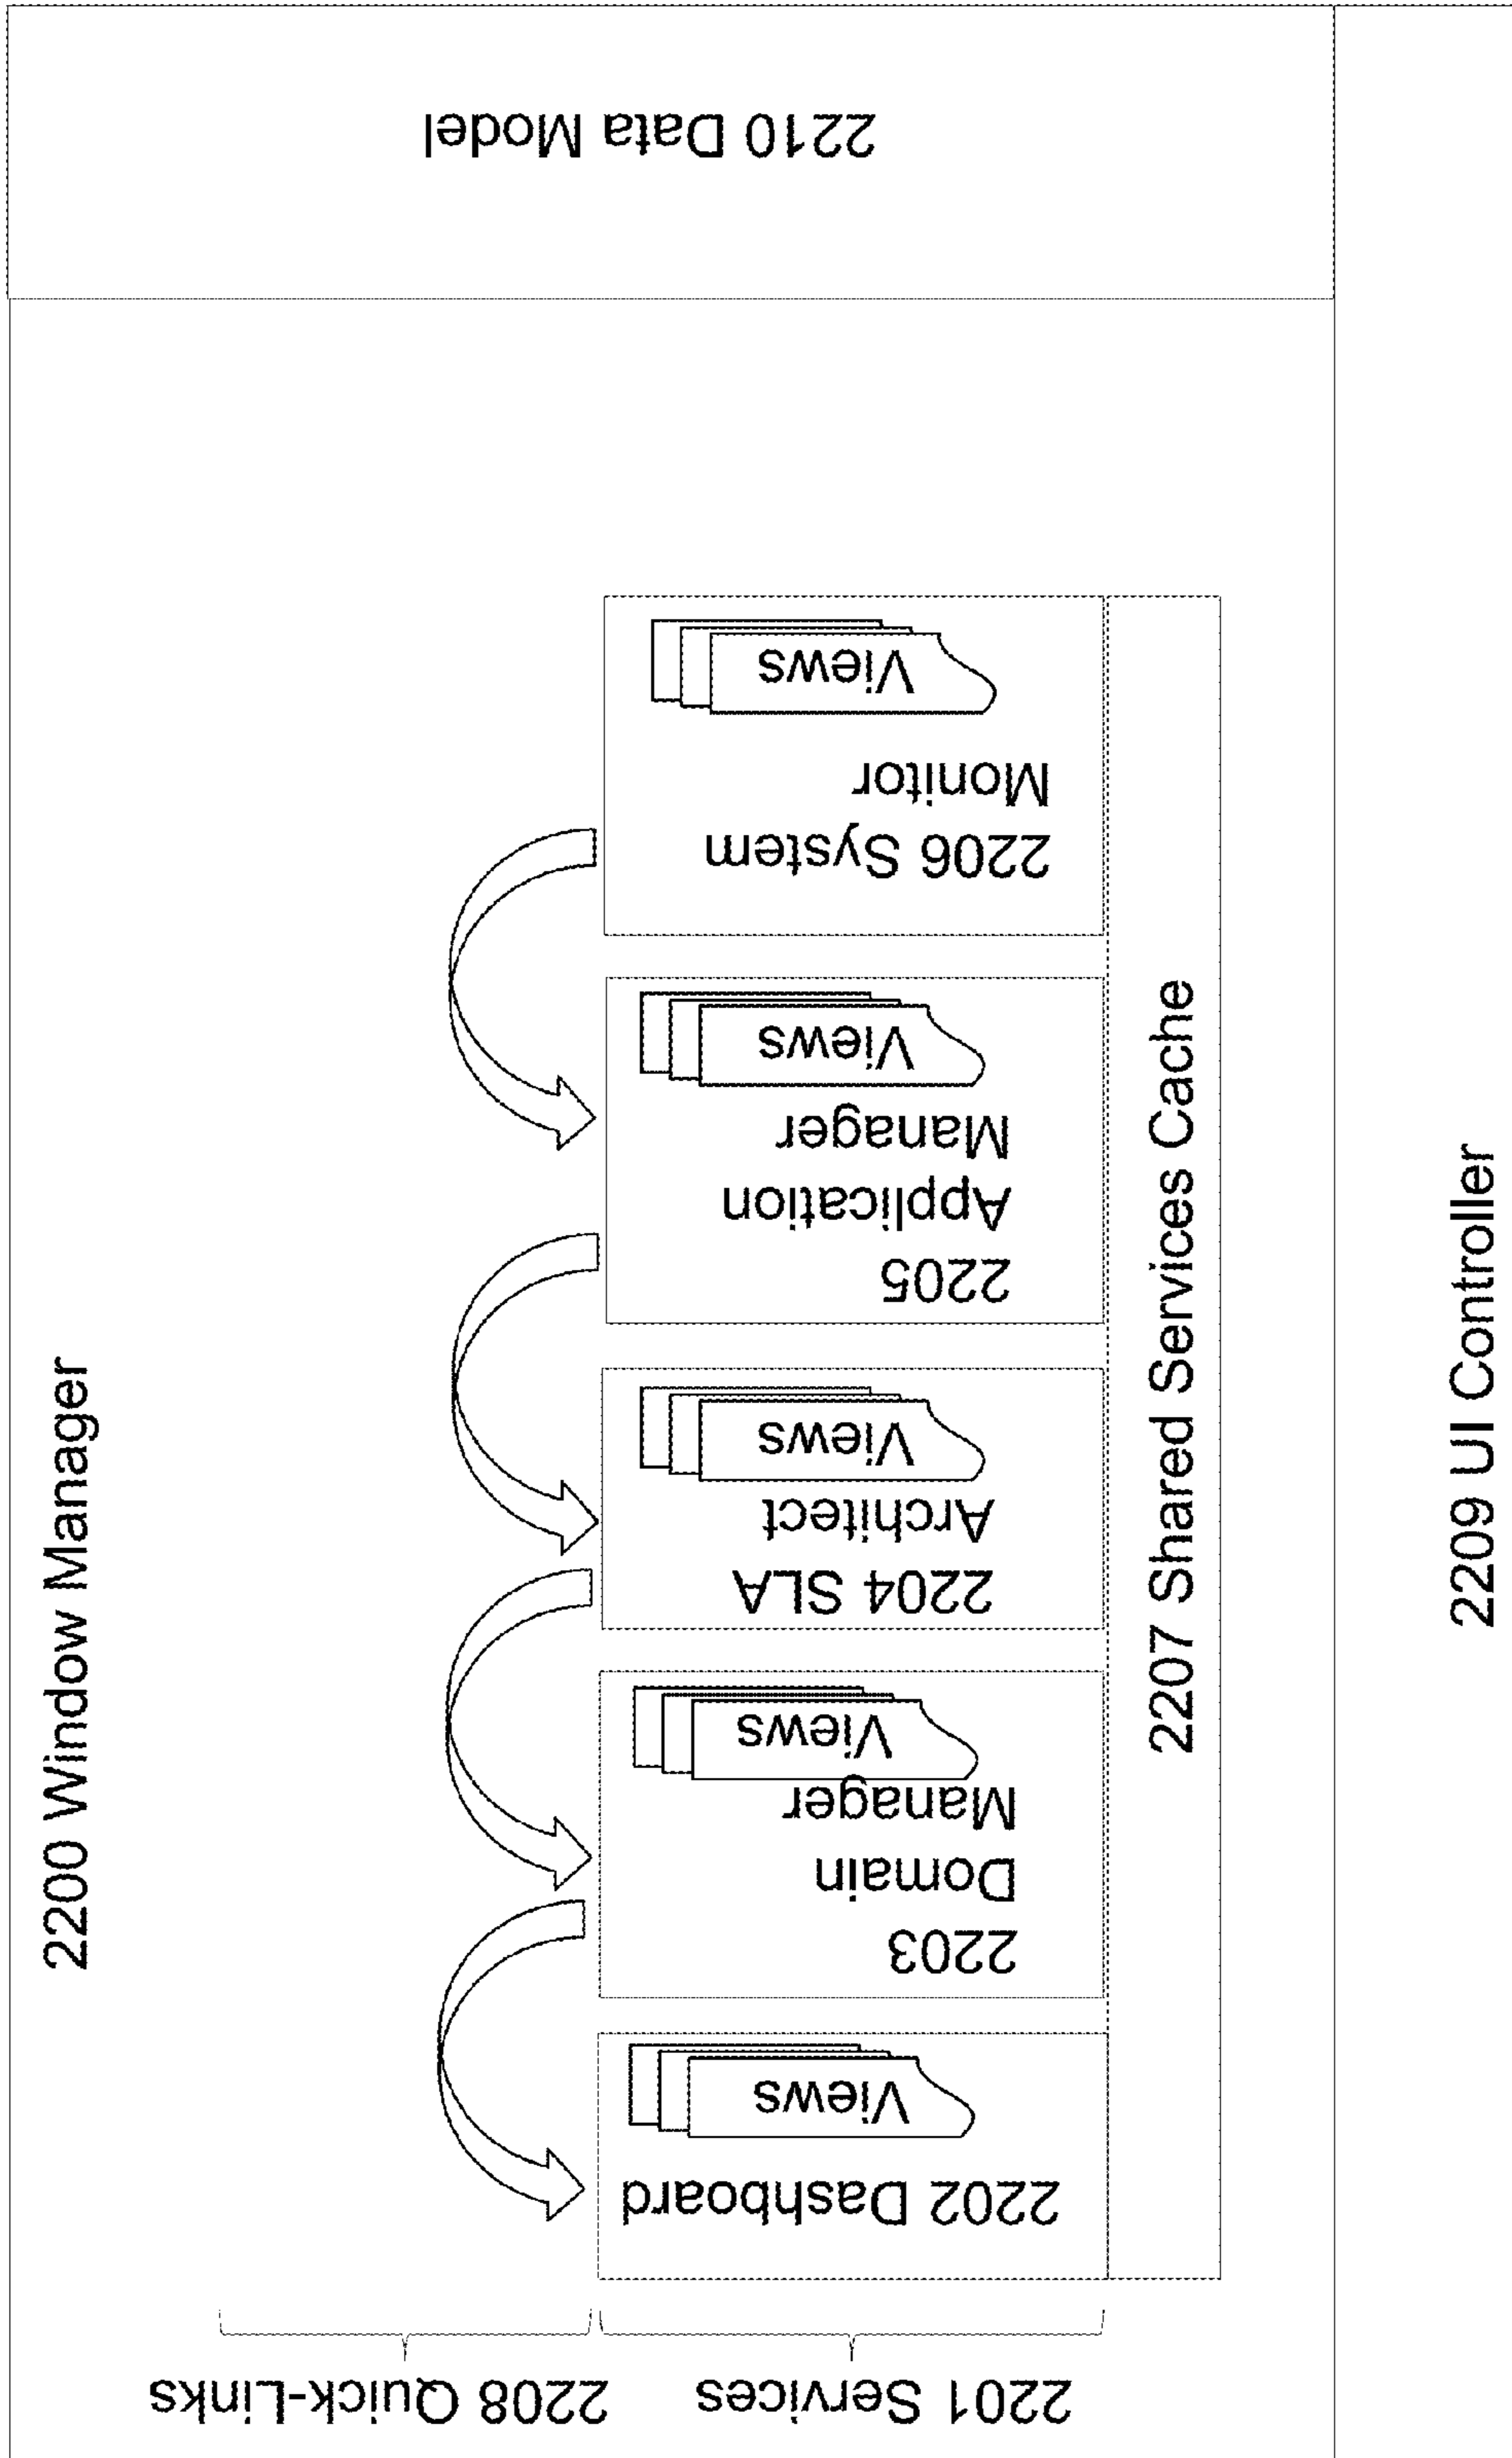 2200 Window Manager
2208 Quick-Links
2201 Services
2202 Dashboard
Views
2203
Domain
Manager
Views
2204 SLA
Architect
Views
2205
Application
Manager
Views
2206 System
Monitor
Views
2207 Shared Services Cache
2210 Data Model
2209 UI Controller